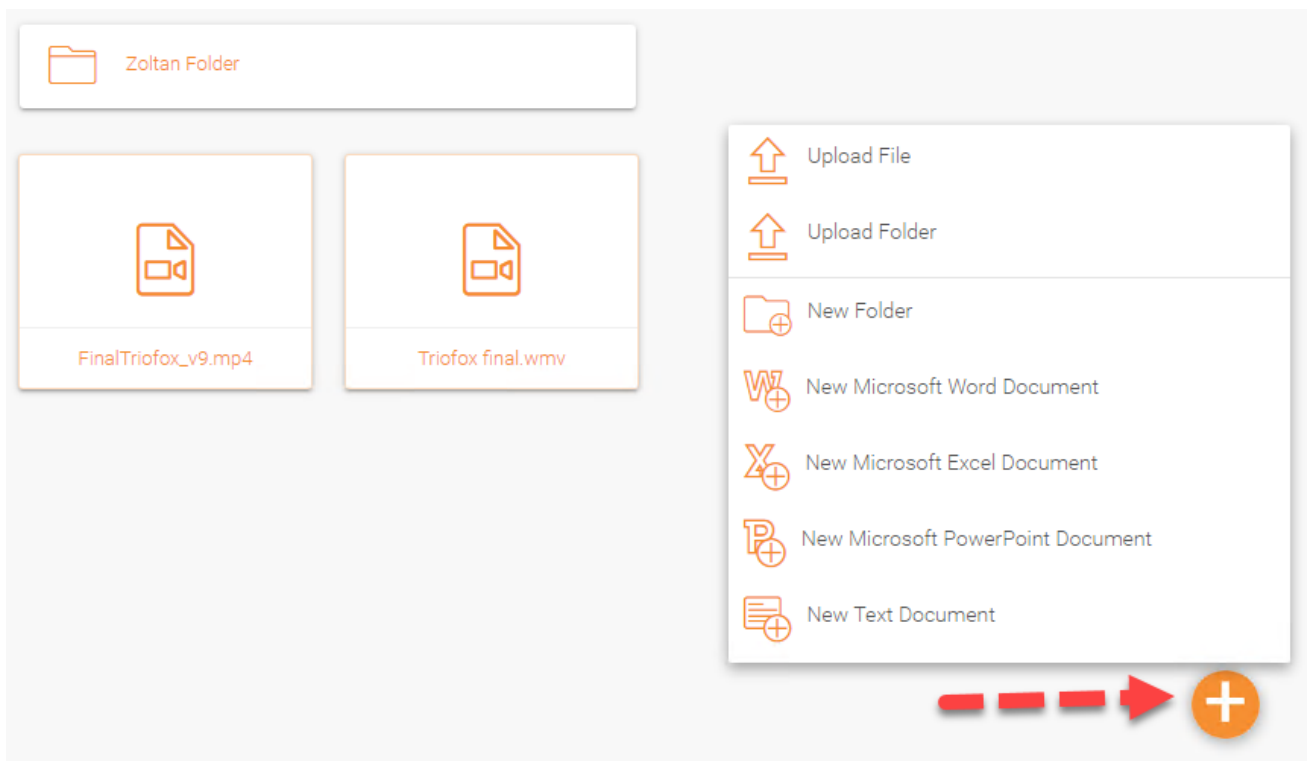 Zoltan Folder
FinalTriofox_v9.mp4
Triofox final.wmv
Upload File
Upload Folder
New Folder
New Microsoft Word Document
New Microsoft Excel Document
New Microsoft PowerPoint Document
New Text Document